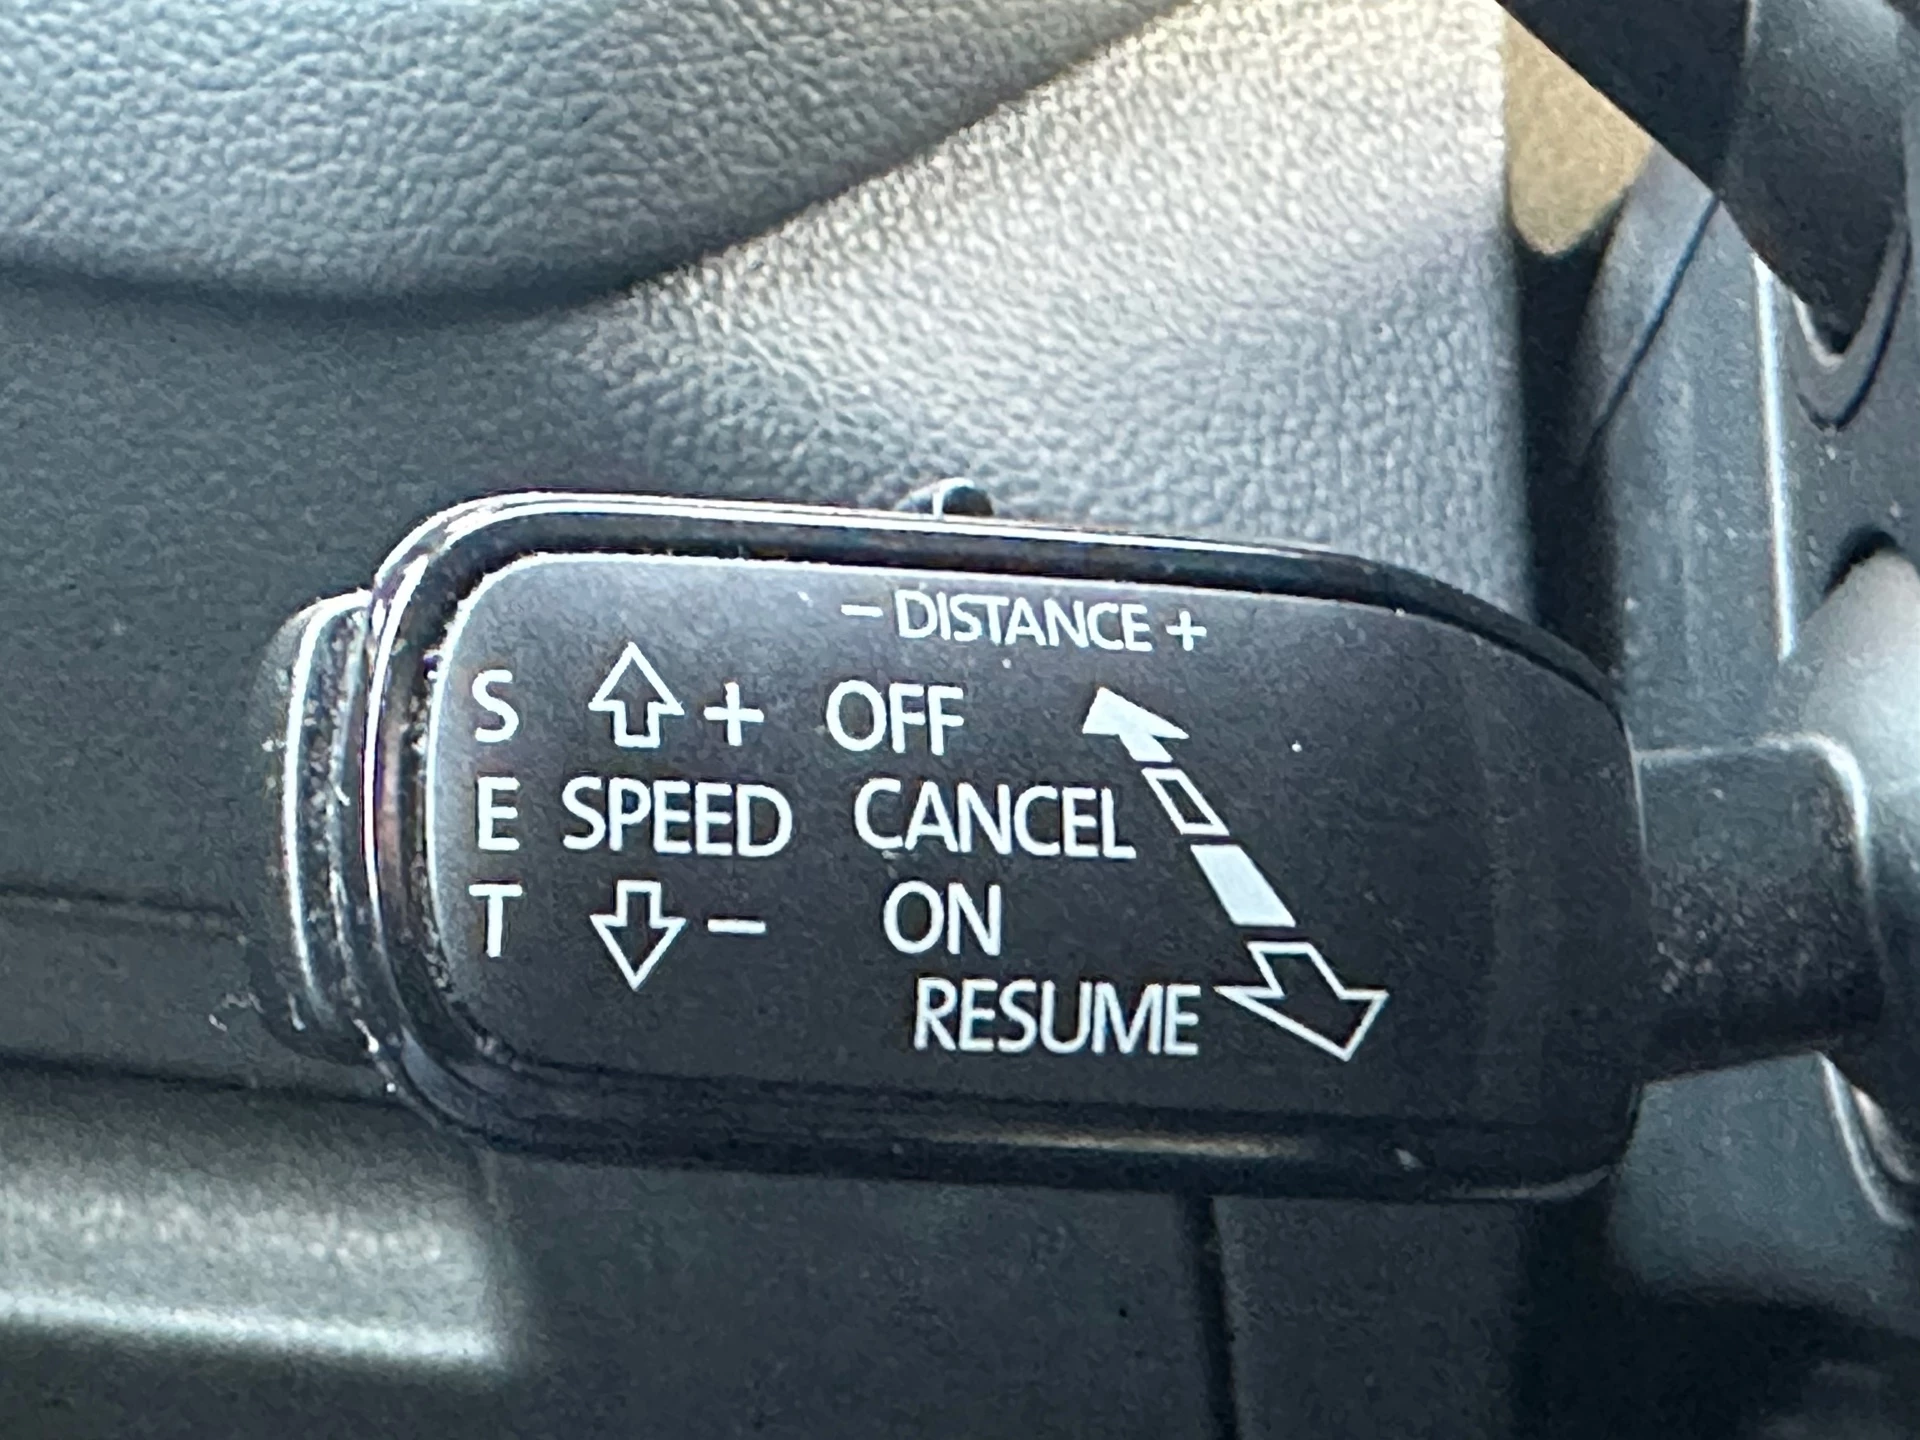 − DISTANCE +
S + OFF
E SPEED CANCEL
T − ON
RESUME